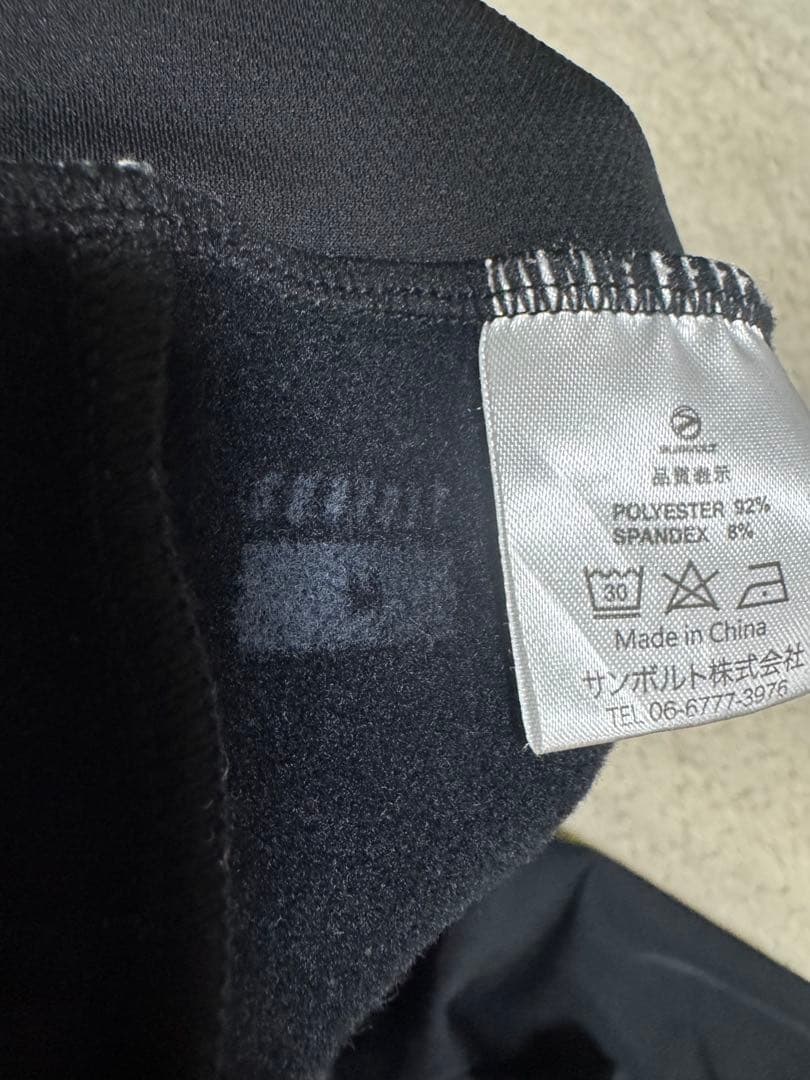 SUNVOLT
M
品質表示
POLYESTER 92%
SPANDEX 8%
30
Made in China
サンボルト株式会社
TEL 06-6777-3976